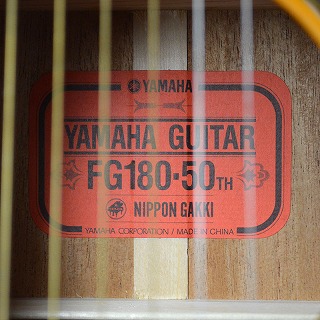 YAMAHA
YAMAHA GUITAR
FG180-50TH
NIPPON GAKKI
YAMAHA CORPORATION / MADE IN CHINA